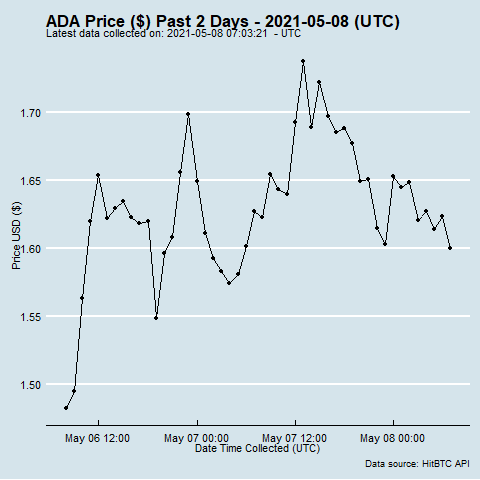 ADA Price ($) Past 2 Days - 2021-05-08 (UTC)
Latest data collected on: 2021-05-08 07:03:21  - UTC
1.70
1.65
1.60
1.55
1.50
Price USD ($)
May 06 12:00 May 07 00:00 May 07 12:00 May 08 00:00
Date Time Collected (UTC)
Data source: HitBTC API